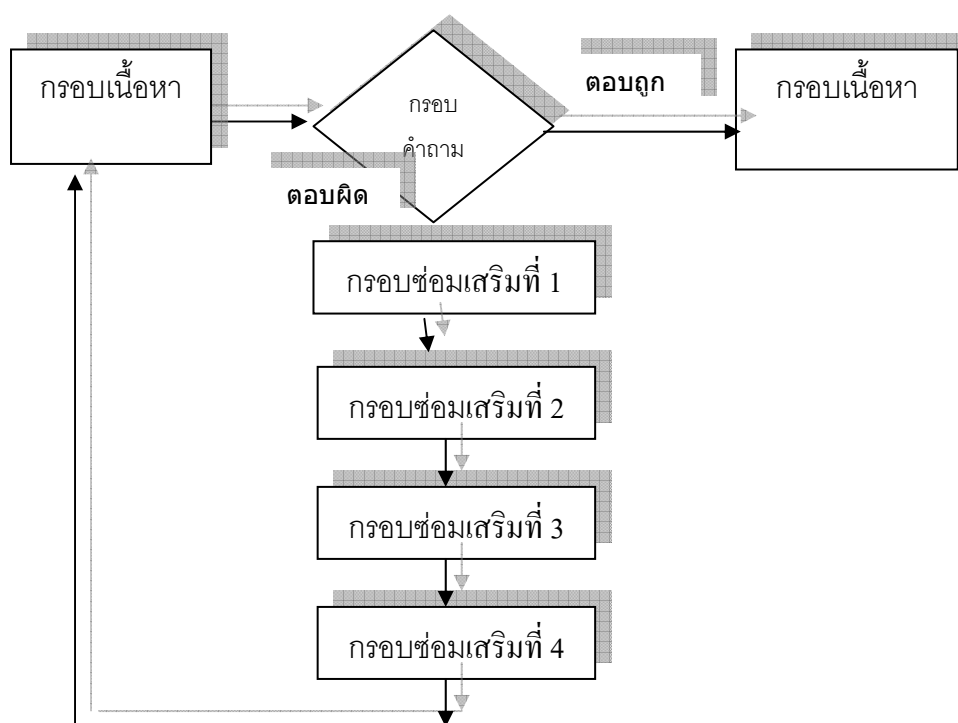 กรอบเนื้อหา
กรอบ
คำถาม
ตอบถูก
กรอบเนื้อหา
ตอบผิด
กรอบซ่อมเสริมที่ 1
กรอบซ่อมเสริมที่ 2
กรอบซ่อมเสริมที่ 3
กรอบซ่อมเสริมที่ 4